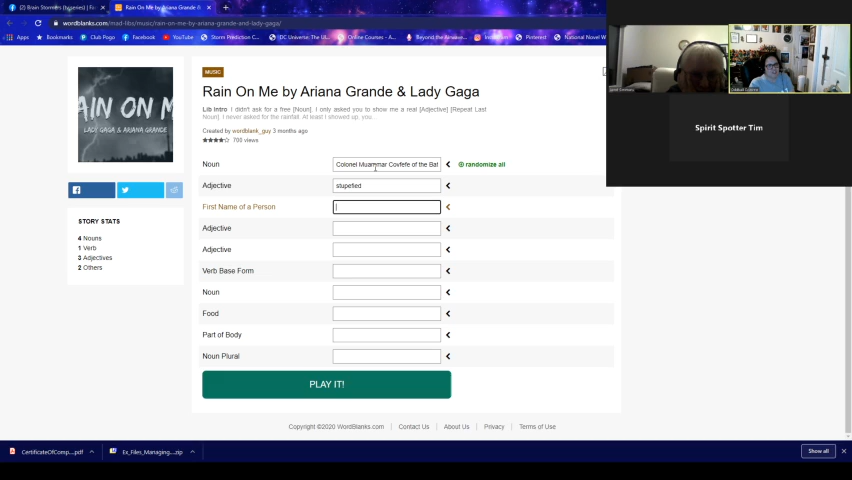 (2) Brain Stormers (typeries) | Fa
Rain On Me by Ariana Grande &
wordblanks.com/mad-libs/music/rain-on-me-by-ariana-grande-and-lady-gaga/
Apps
Bookmarks
Club Pogo
Facebook
YouTube
Storm Prediction C...
DC Universe: The Ul...
Online Courses - A...
Beyond the Airwave...
Instagram
Pinterest
National Novel W
Spirit Spotter Tim
AIN ON M
LADY GAGA & ARIANA GRANDE
MUSIC
Rain On Me by Ariana Grande & Lady Gaga
Lib Intro I didn't ask for a free [Noun]. I only asked you to show me a real [Adjective] [Repeat Last
Noun]. I never asked for the rainfall. At least I showed up, you...
Created by wordblank_guy 3 months ago
700 views
Noun
Colonel Muammar Covfefe of the Bat
randomize all
Adjective
stupefied
First Name of a Person
Adjective
Adjective
Verb Base Form
Noun
Food
Part of Body
Noun Plural
PLAY IT!
STORY STATS
4 Nouns
1 Verb
3 Adjectives
2 Others
Copyright ©2020 WordBlanks.com | Contact Us | About Us | Privacy | Terms of Use
CertificateOfComp....pdf
Ex_Files_Managing....zip
Show all